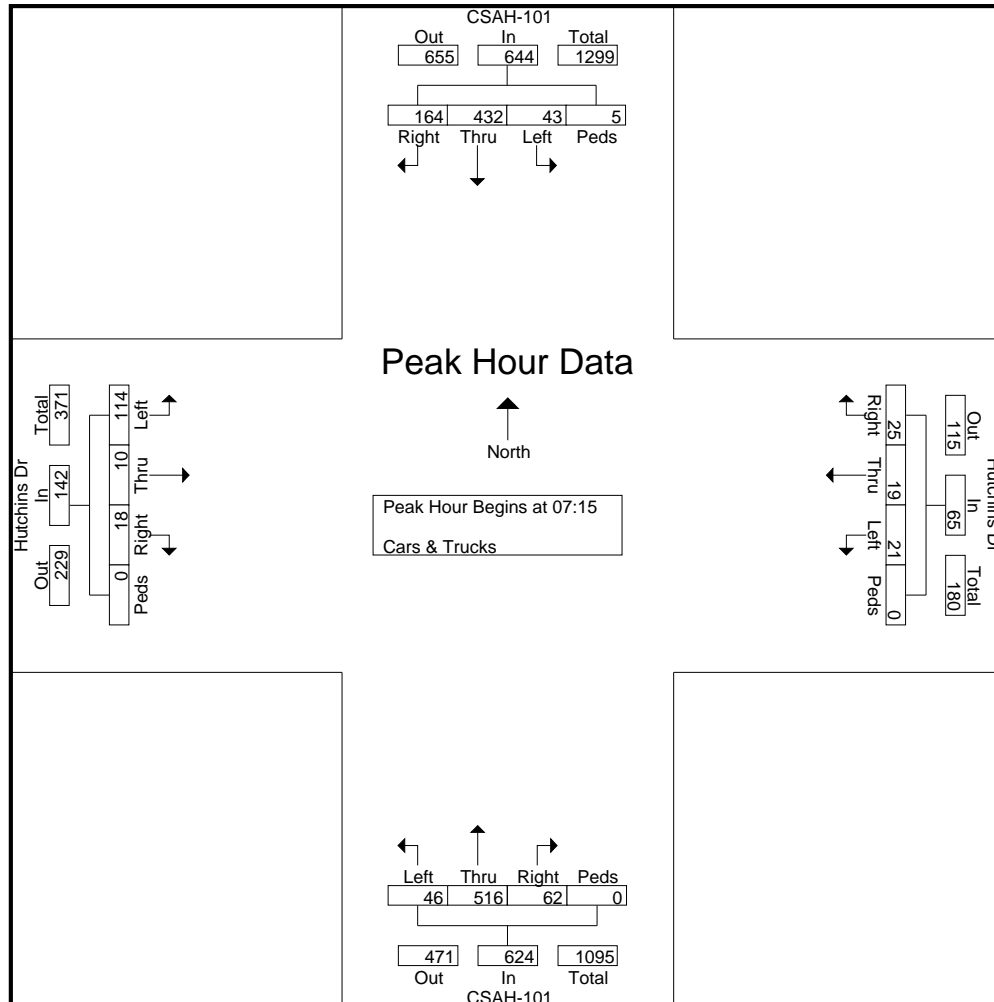 CSAH-101
Out In Total
655 644 1299
164 432 43 5
Right Thru Left Peds
Peak Hour Data
North
Peak Hour Begins at 07:15
Cars & Trucks
Hutchins Dr
Out In Total
229 142 371
Peds Right Thru Left
0 18 10 114
Hutchins Dr
Out In Total
115 65 180
Right Thru Left Peds
25 19 21 0
Left Thru Right Peds
46 516 62 0
471 624 1095
Out In Total
CSAH-101